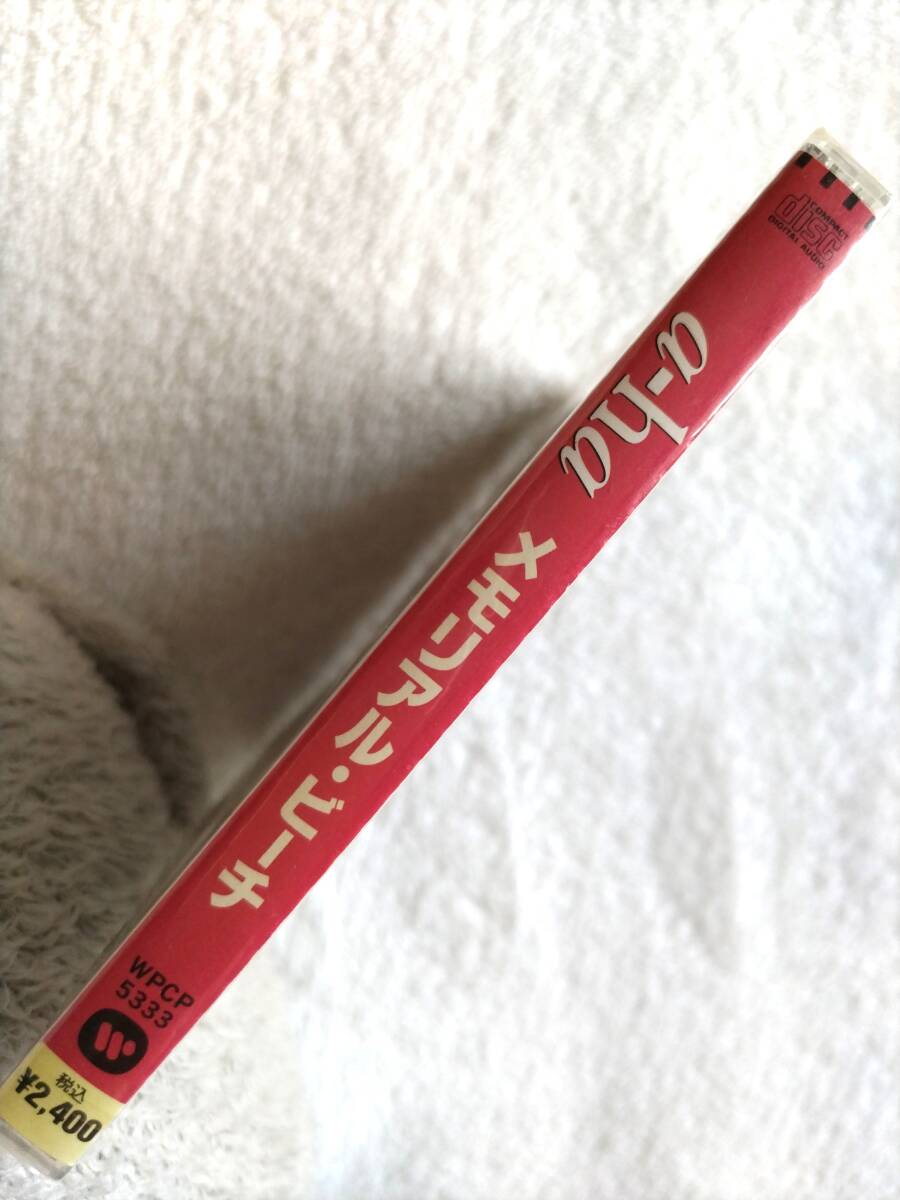 COMPACT
disc
DIGITAL AUDIO
a-ha
メモリアル・ビーチ
WPCP
5333
税込
¥2,400